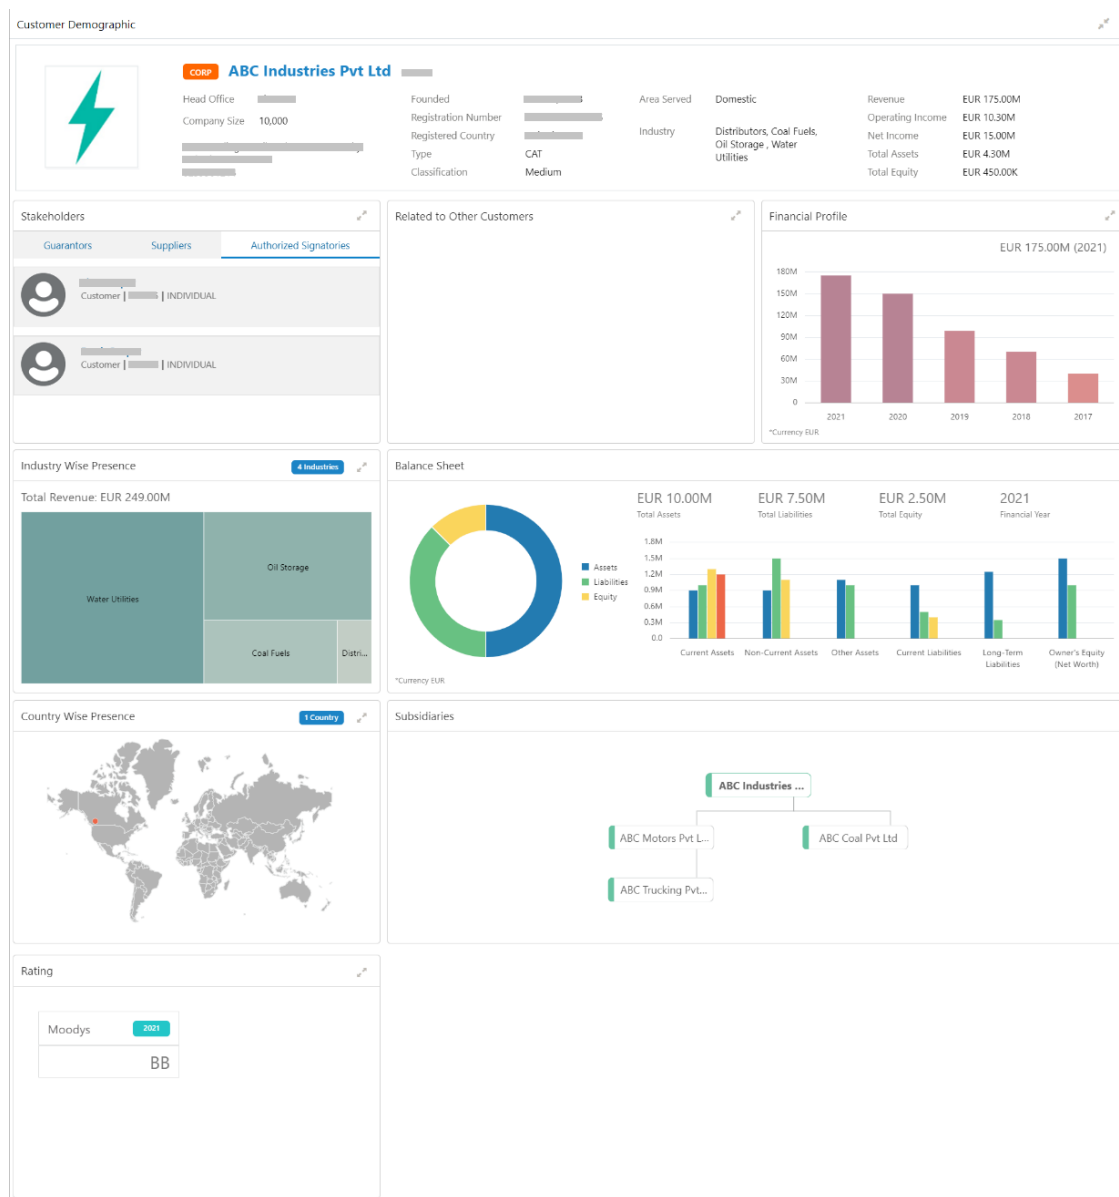 Customer Demographic
CORP ABC Industries Pvt Ltd
Head Office
Company Size 10,000
Founded
Registration Number
Registered Country
Type CAT
Classification Medium
Area Served Domestic
Industry Distributors, Coal Fuels,
Oil Storage , Water
Utilities
Revenue EUR 175.00M
Operating Income EUR 10.30M
Net Income EUR 15.00M
Total Assets EUR 4.30M
Total Equity EUR 450.00K
Stakeholders
Guarantors Suppliers Authorized Signatories
Customer | | INDIVIDUAL
Customer | | INDIVIDUAL
Related to Other Customers
Financial Profile
EUR 175.00M (2021)
180M
150M
120M
90M
60M
30M
0
2021 2020 2019 2018 2017
*Currency EUR
Industry Wise Presence 4 Industries
Total Revenue: EUR 249.00M
Water Utilities
Oil Storage
Coal Fuels
Distri...
Balance Sheet
EUR 10.00M EUR 7.50M EUR 2.50M 2021
Total Assets Total Liabilities Total Equity Financial Year
Assets
Liabilities
Equity
*Currency EUR
1.8M
1.5M
1.2M
0.9M
0.6M
0.3M
0.0
Current Assets Non-Current Assets Other Assets Current Liabilities Long-Term Owner's Equity
Liabilities (Net Worth)
Country Wise Presence 1 Country
Subsidiaries
ABC Industries ...
ABC Motors Pvt L... ABC Coal Pvt Ltd
ABC Trucking Pvt...
Rating
Moodys 2021
BB